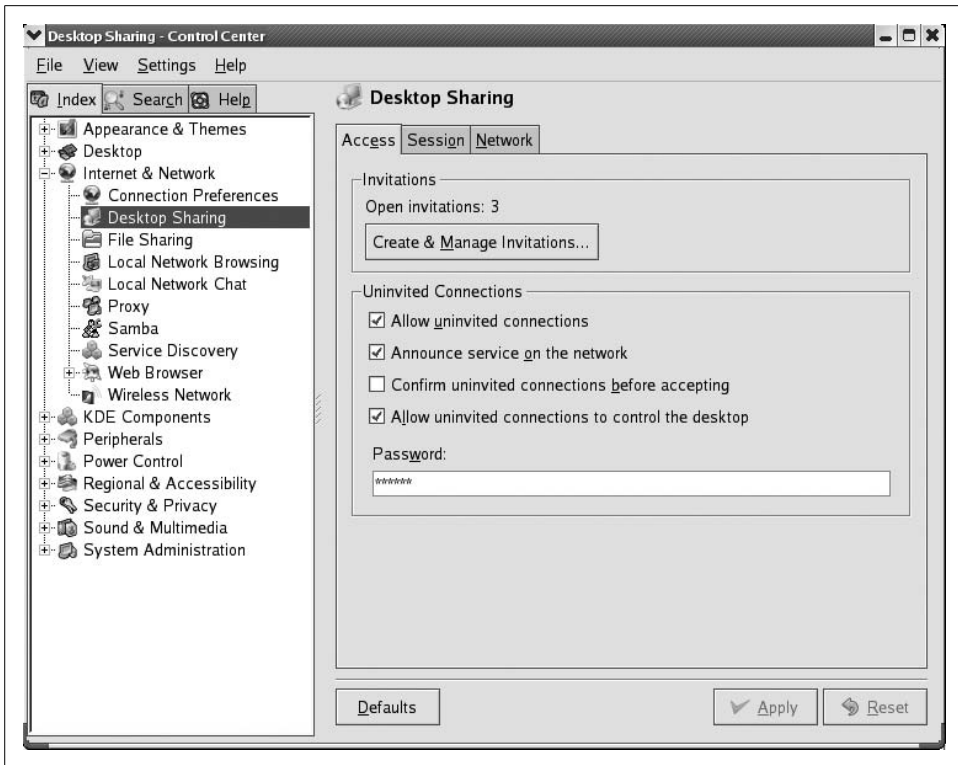 Desktop Sharing - Control Center
File View Settings Help
Index Search Help
Appearance & Themes
Desktop
Internet & Network
Connection Preferences
Desktop Sharing
File Sharing
Local Network Browsing
Local Network Chat
Proxy
Samba
Service Discovery
Web Browser
Wireless Network
KDE Components
Peripherals
Power Control
Regional & Accessibility
Security & Privacy
Sound & Multimedia
System Administration
Desktop Sharing
Access Session Network
Invitations
Open invitations: 3
Create & Manage Invitations...
Uninvited Connections
Allow uninvited connections
Announce service on the network
Confirm uninvited connections before accepting
Allow uninvited connections to control the desktop
Password:
******
Defaults Apply Reset